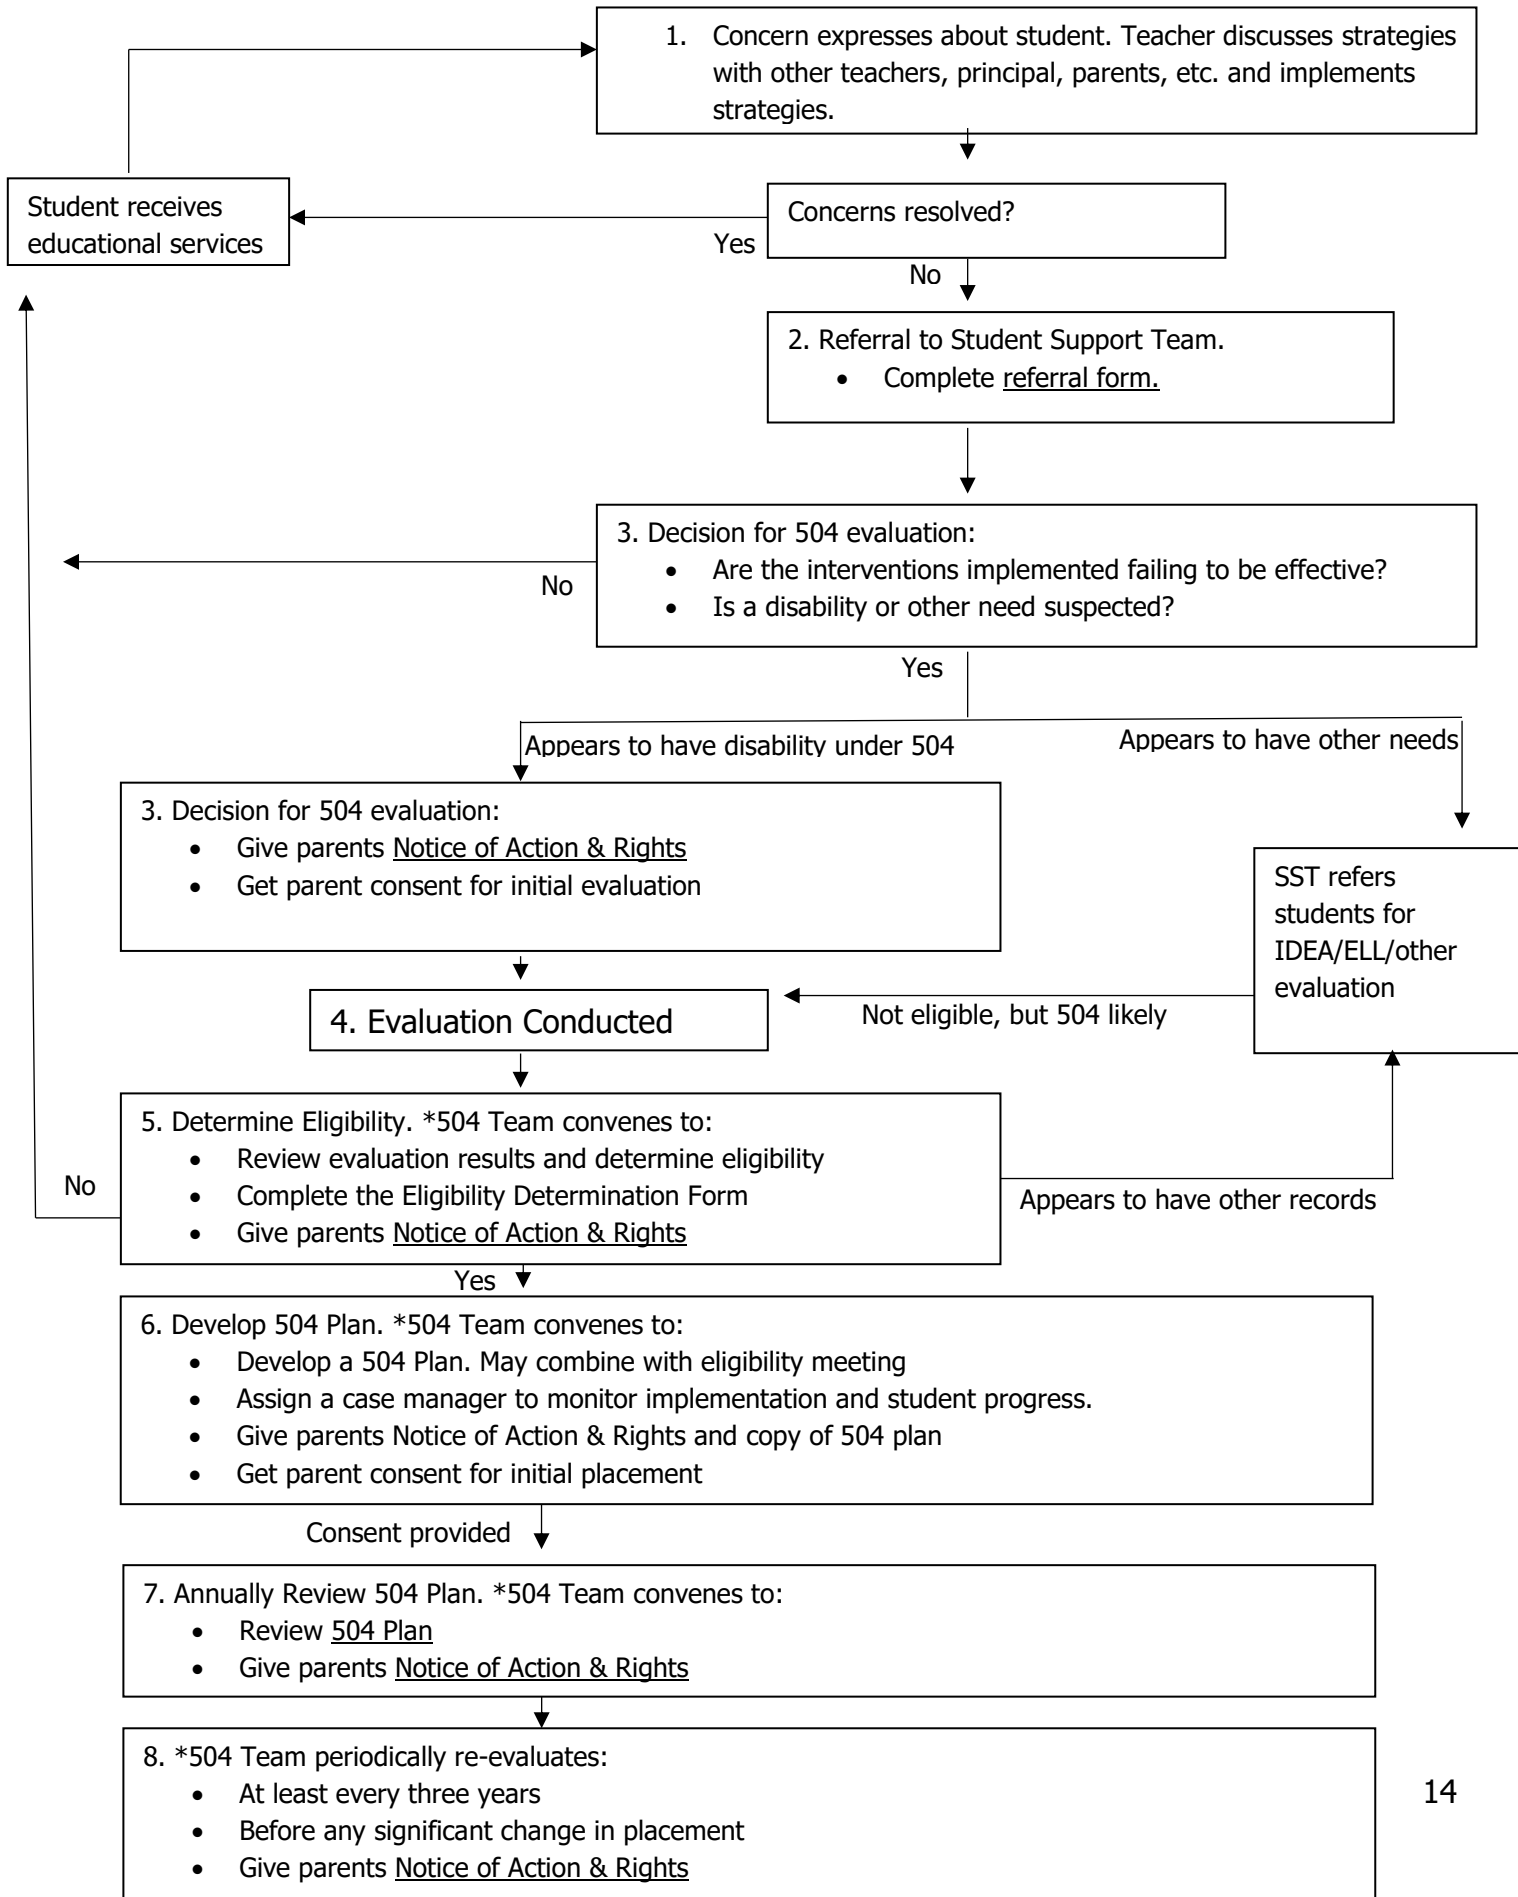 1. Concern expresses about student. Teacher discusses strategies
with other teachers, principal, parents, etc. and implements
strategies.
Student receives
educational services
Concerns resolved?
Yes
No
2. Referral to Student Support Team.
• Complete referral form.
3. Decision for 504 evaluation:
• Are the interventions implemented failing to be effective?
• Is a disability or other need suspected?
No
Yes
Appears to have disability under 504
Appears to have other needs
3. Decision for 504 evaluation:
• Give parents Notice of Action & Rights
• Get parent consent for initial evaluation
SST refers
students for
IDEA/ELL/other
evaluation
4. Evaluation Conducted
Not eligible, but 504 likely
5. Determine Eligibility. *504 Team convenes to:
• Review evaluation results and determine eligibility
• Complete the Eligibility Determination Form
• Give parents Notice of Action & Rights
No
Appears to have other records
Yes
6. Develop 504 Plan. *504 Team convenes to:
• Develop a 504 Plan. May combine with eligibility meeting
• Assign a case manager to monitor implementation and student progress.
• Give parents Notice of Action & Rights and copy of 504 plan
• Get parent consent for initial placement
Consent provided
7. Annually Review 504 Plan. *504 Team convenes to:
• Review 504 Plan
• Give parents Notice of Action & Rights
8. *504 Team periodically re-evaluates:
• At least every three years
• Before any significant change in placement
• Give parents Notice of Action & Rights
14